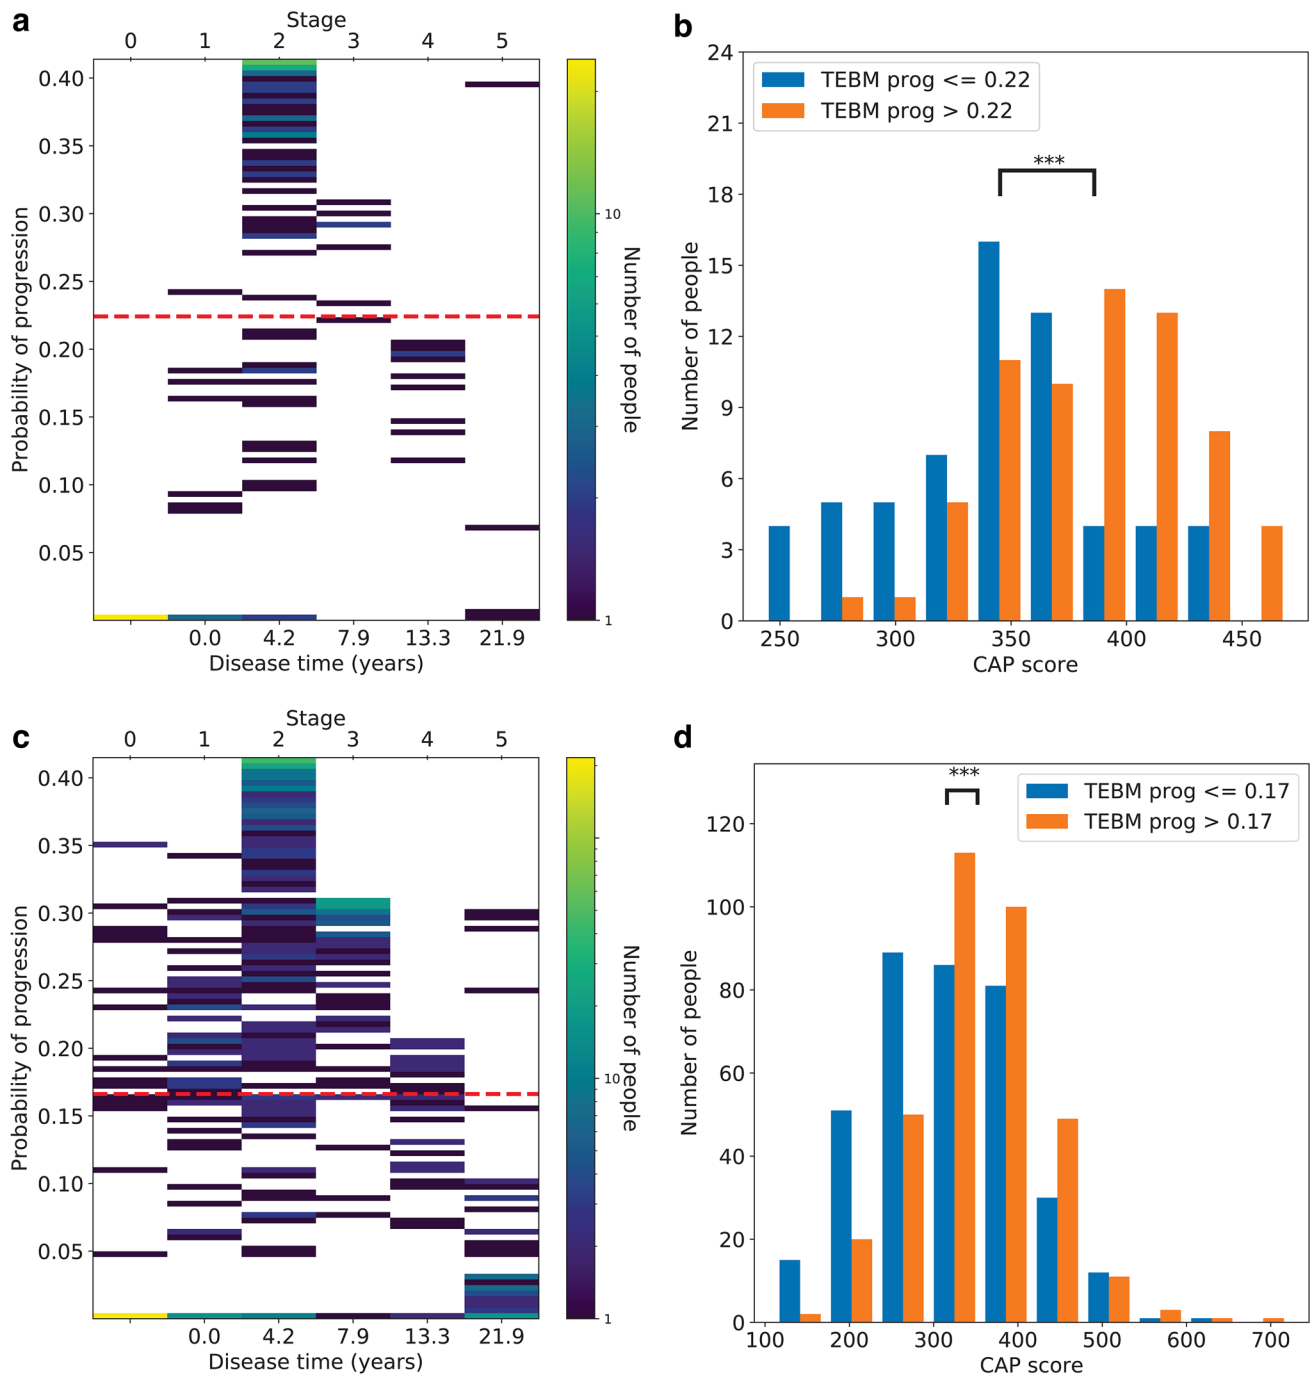 a
Stage
0 1 2 3 4 5
0.40
0.35
0.30
0.25
0.20
0.15
0.10
0.05
Probability of progression
0.0 4.2 7.9 13.3 21.9
Disease time (years)
10
1
Number of people
b
24
21
18
15
12
9
6
3
0
Number of people
TEBM prog <= 0.22
TEBM prog > 0.22
***
250 300 350 400 450
CAP score
c
Stage
0 1 2 3 4 5
0.40
0.35
0.30
0.25
0.20
0.15
0.10
0.05
Probability of progression
0.0 4.2 7.9 13.3 21.9
Disease time (years)
10
1
Number of people
d
120
100
80
60
40
20
0
Number of people
***
TEBM prog <= 0.17
TEBM prog > 0.17
100 200 300 400 500 600 700
CAP score